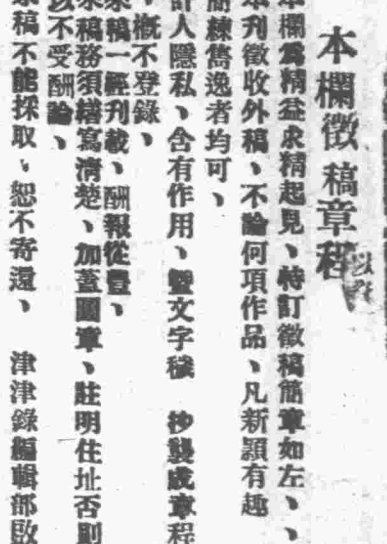 本欄徵稿章程
本欄爲精益求精起見、特訂徵稿簡章如左、、
本刊徵收外稿、不論何項作品、凡新穎有趣
簡練雋逸者均可、
訐人隱私、含有作用、暨文字穢 抄襲成章程
概不登錄、
來稿一經刊載、酬報從豐、
來稿務須繕寫清楚、加蓋圖章、註明住址否則
不受酬論、
來稿不能採取、恕不寄還、 津津錄編輯部啟